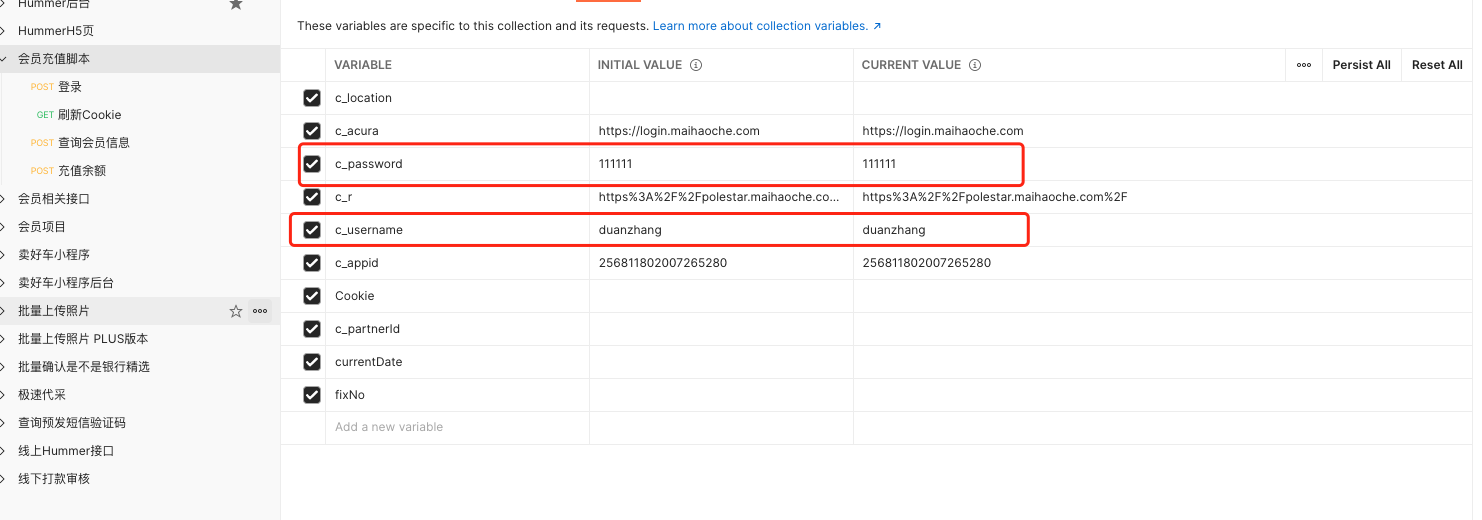 Hummer后台
HummerH5页
会员充值脚本
POST 登录
GET 刷新Cookie
POST 查询会员信息
POST 充值余额
会员相关接口
会员项目
卖好车小程序
卖好车小程序后台
批量上传照片
批量上传照片 PLUS版本
批量确认是不是银行精选
极速代采
查询预发短信验证码
线上Hummer接口
线下打款审核
These variables are specific to this collection and its requests. Learn more about collection variables. ↗
VARIABLE INITIAL VALUE CURRENT VALUE Persist All Reset All
c_location
c_acura https://login.maihaoche.com https://login.maihaoche.com
c_password 111111 111111
c_r https%3A%2F%2Fpolestar.maihaoche.co... https%3A%2F%2Fpolestar.maihaoche.com%2F
c_username duanzhang duanzhang
c_appid 256811802007265280 256811802007265280
Cookie
c_partnerId
currentDate
fixNo
Add a new variable